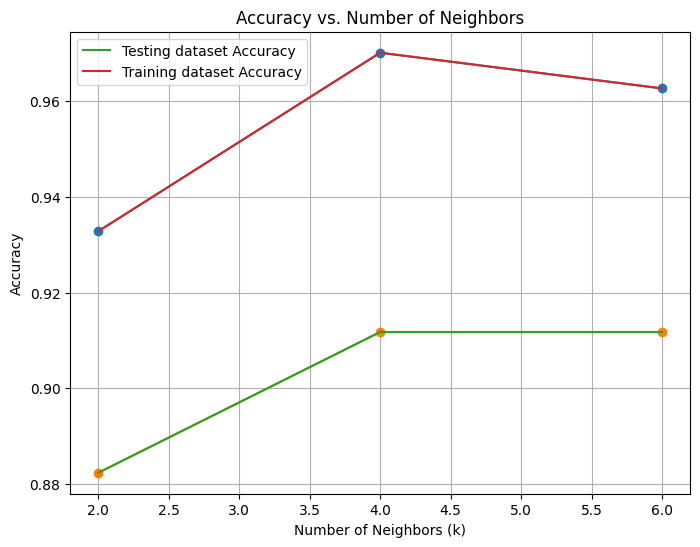 Accuracy vs. Number of Neighbors
Testing dataset Accuracy
Training dataset Accuracy
0.96
0.94
0.92
0.90
0.88
Accuracy
2.0 2.5 3.0 3.5 4.0 4.5 5.0 5.5 6.0
Number of Neighbors (k)